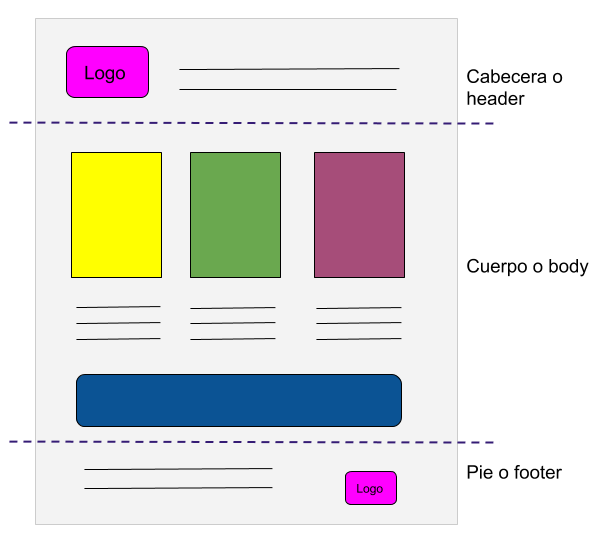 Logo
Cabecera o
header
Cuerpo o body
Pie o footer
Logo